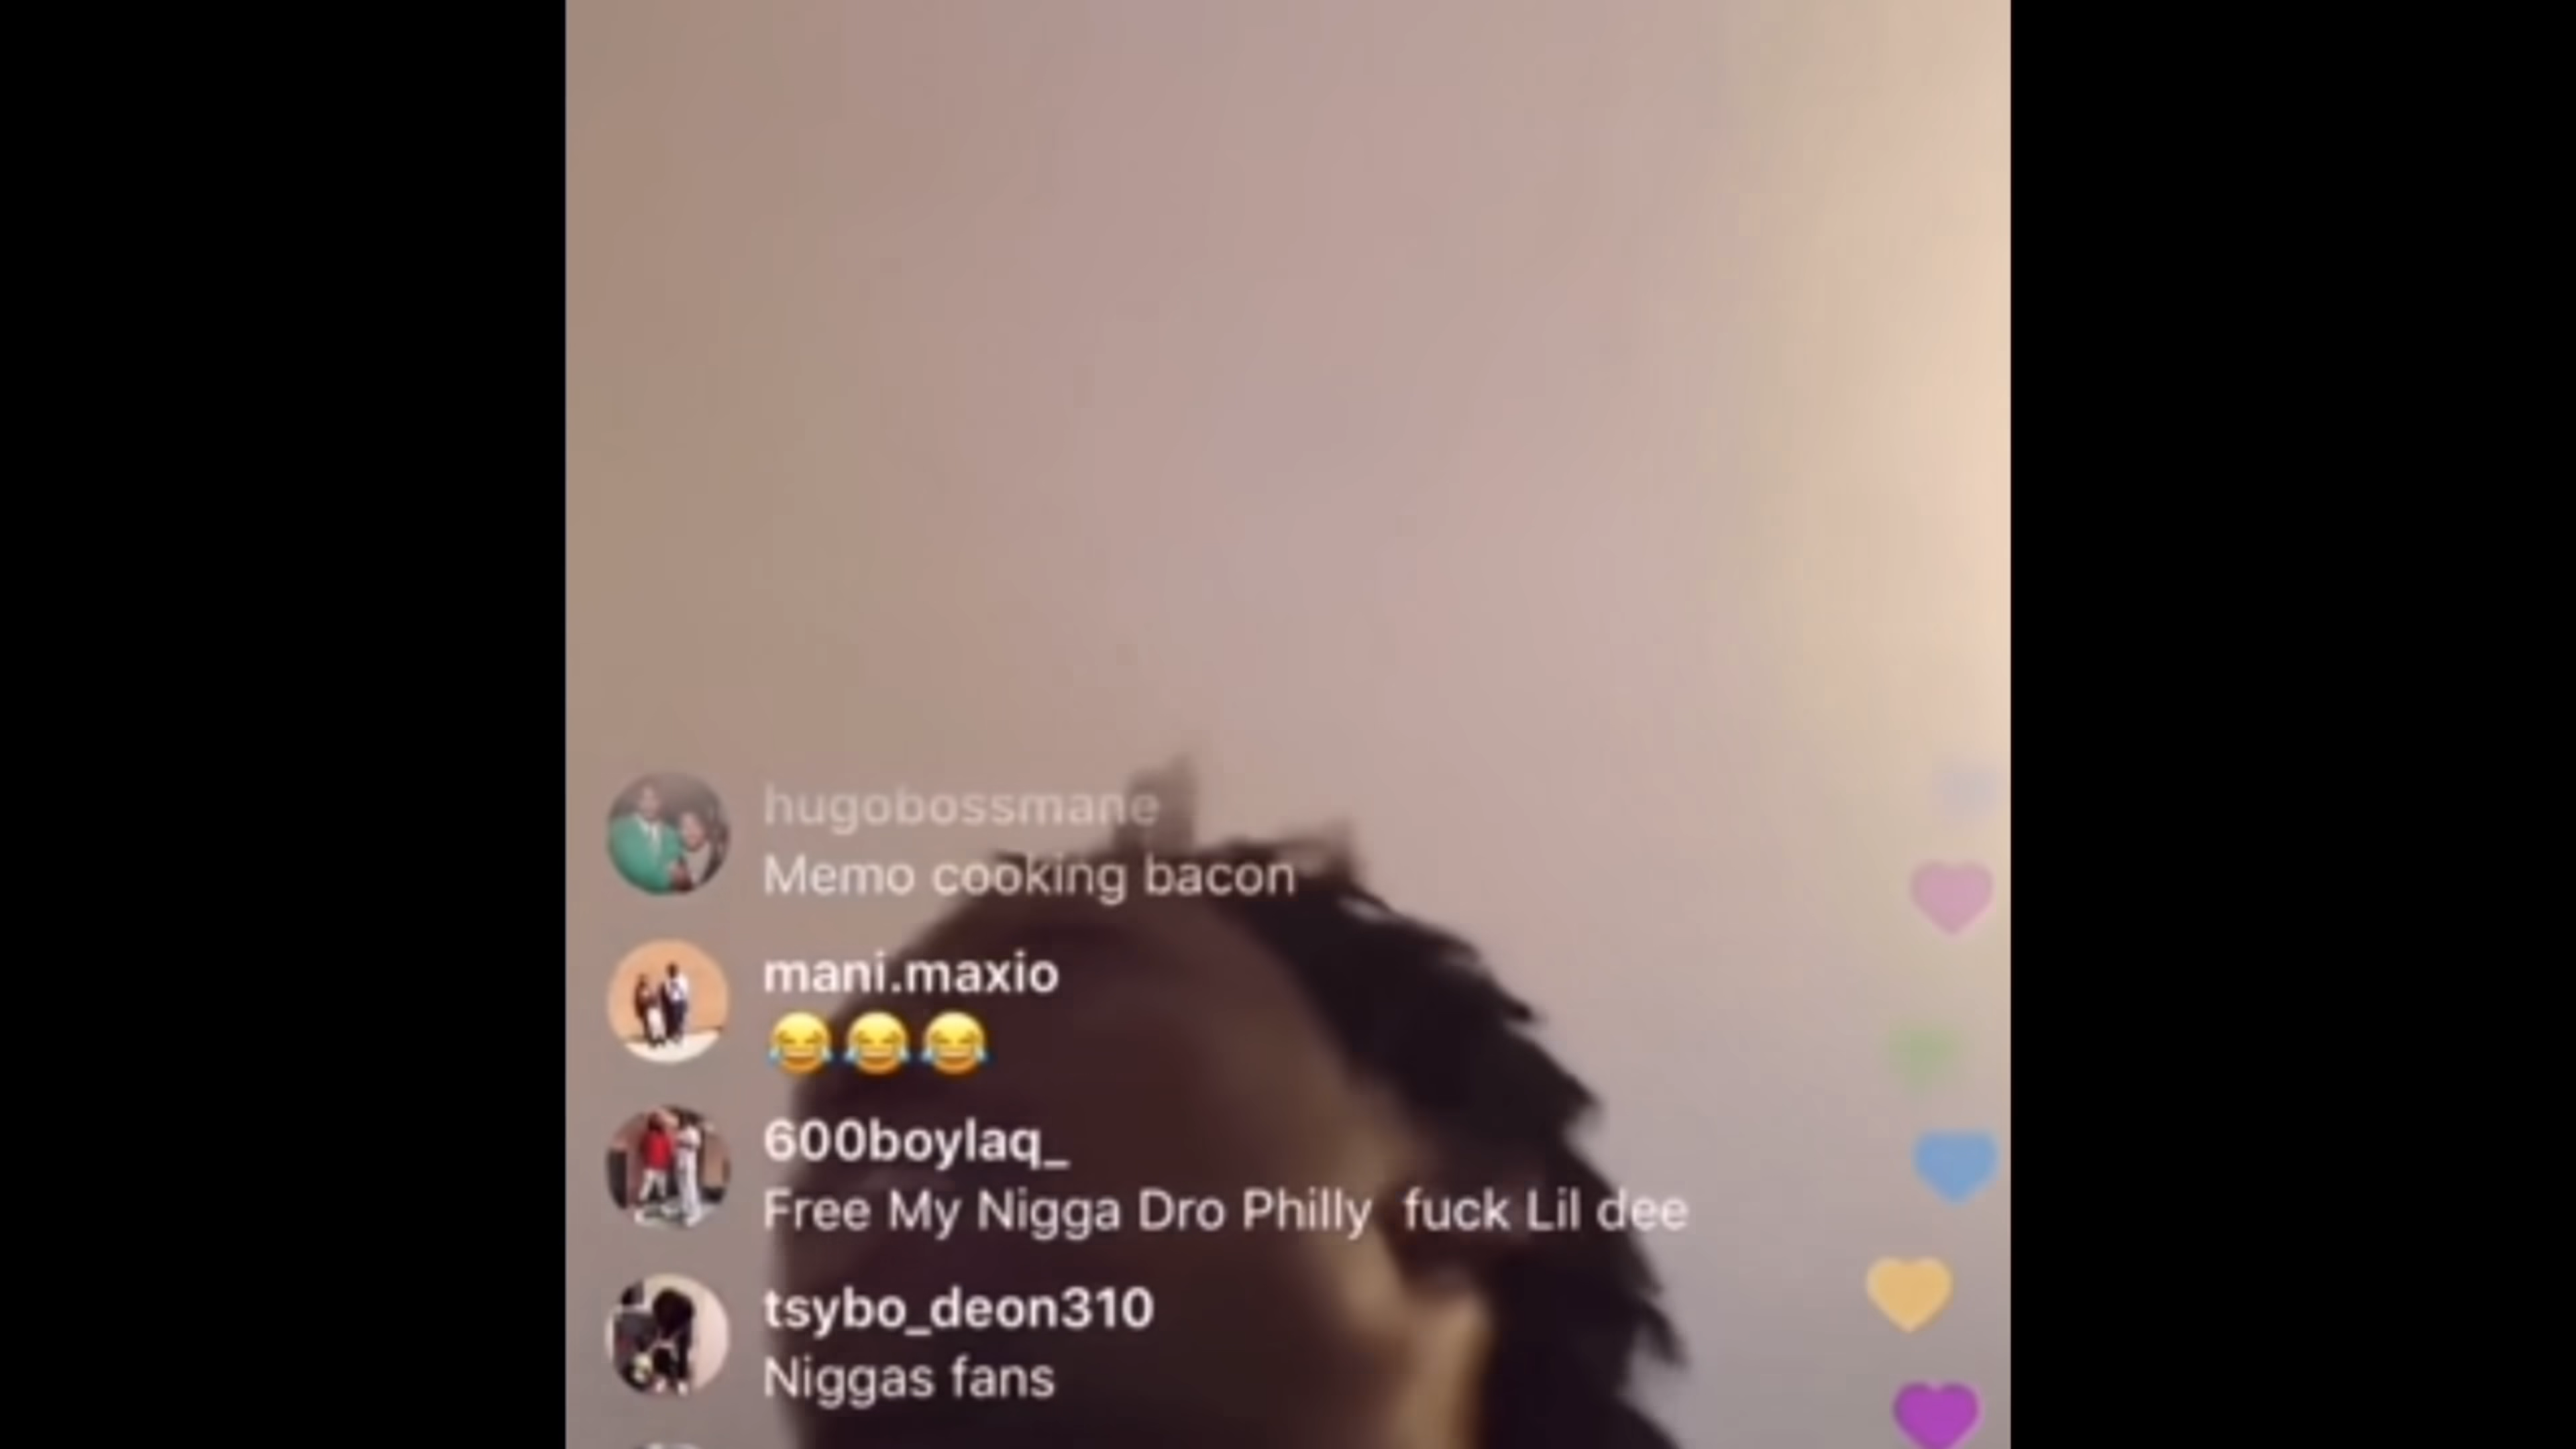 hugobossmane
Memo cooking bacon
mani.maxio
😂😂😂
600boylaq_
Free My Nigga Dro Philly fuck Lil dee
tsybo_deon310
Niggas fans